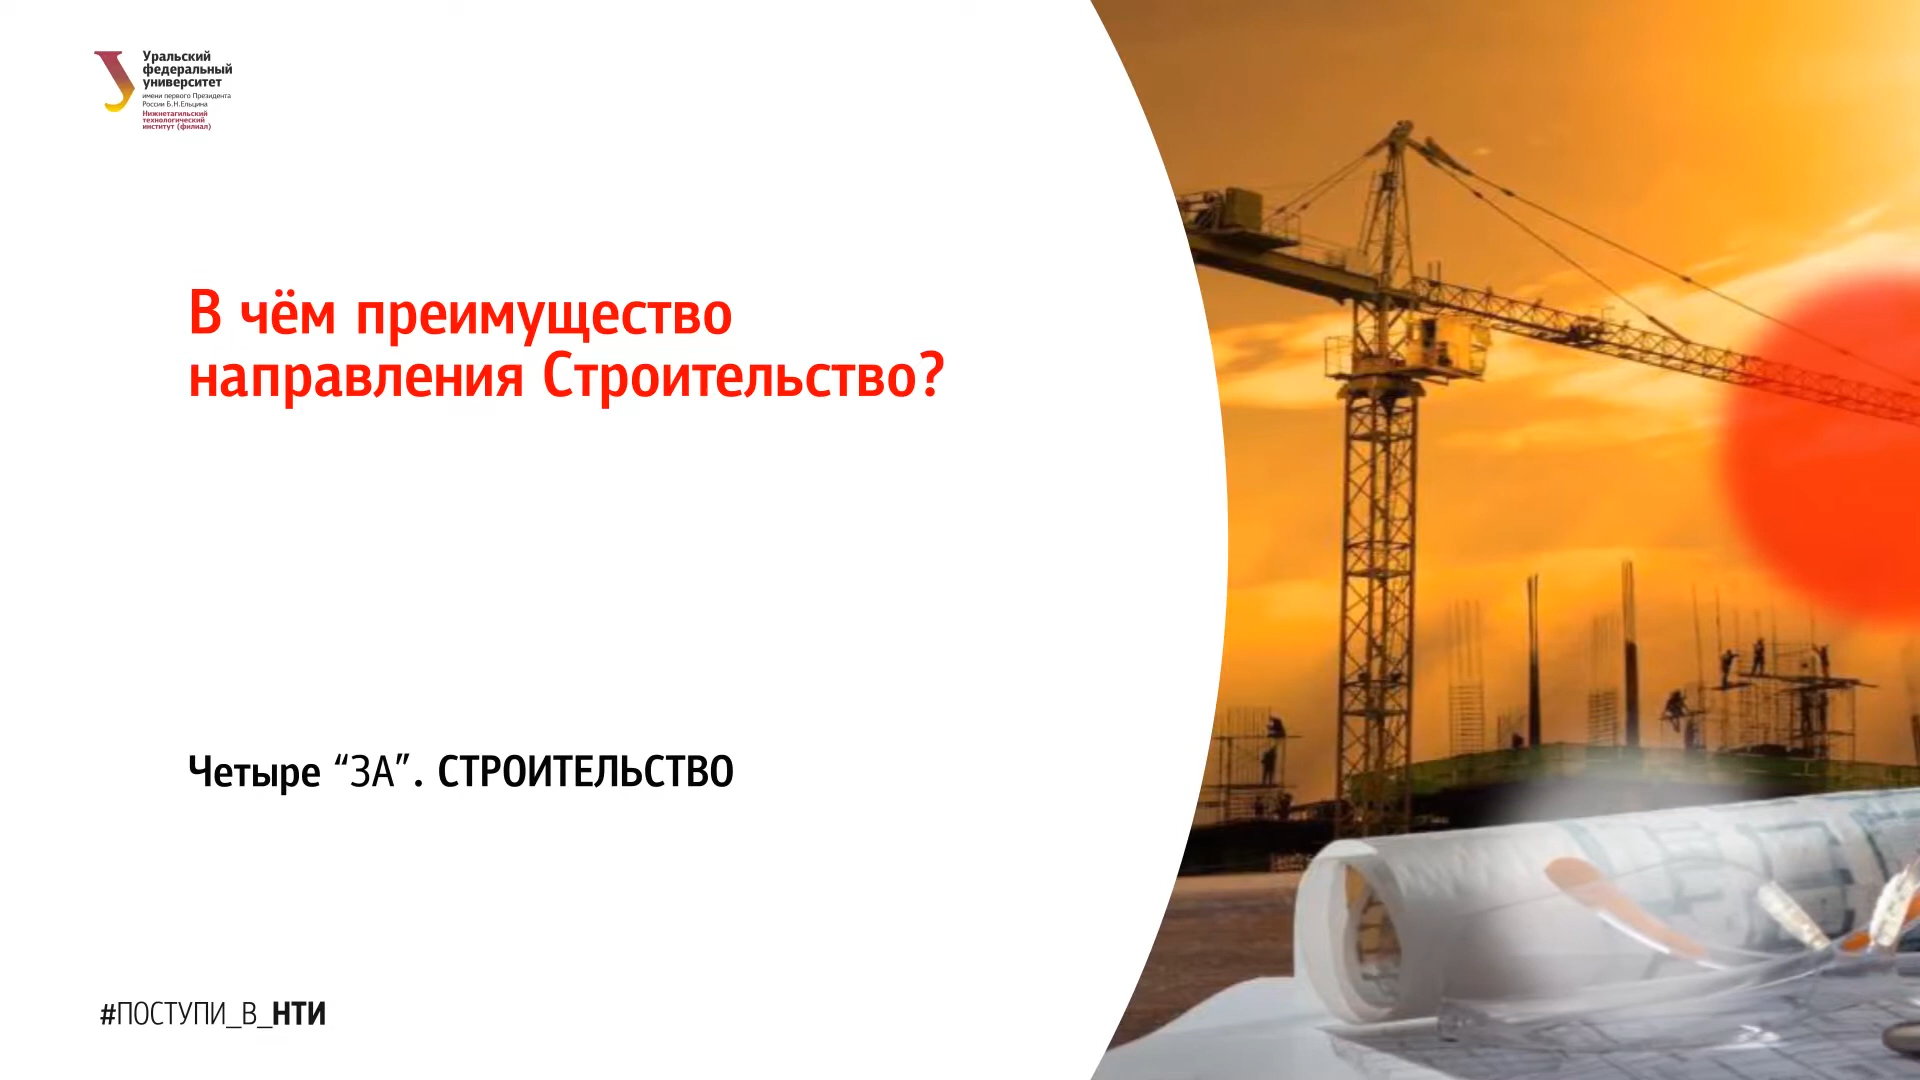 Уральский
федеральный
университет
имени первого Президента
России Б.Н.Ельцина
Нижнетагильский
технологический
институт (филиал)
В чём преимущество
направления Строительство?
Четыре “ЗА”. СТРОИТЕЛЬСТВО
#ПОСТУПИ_В_НТИ